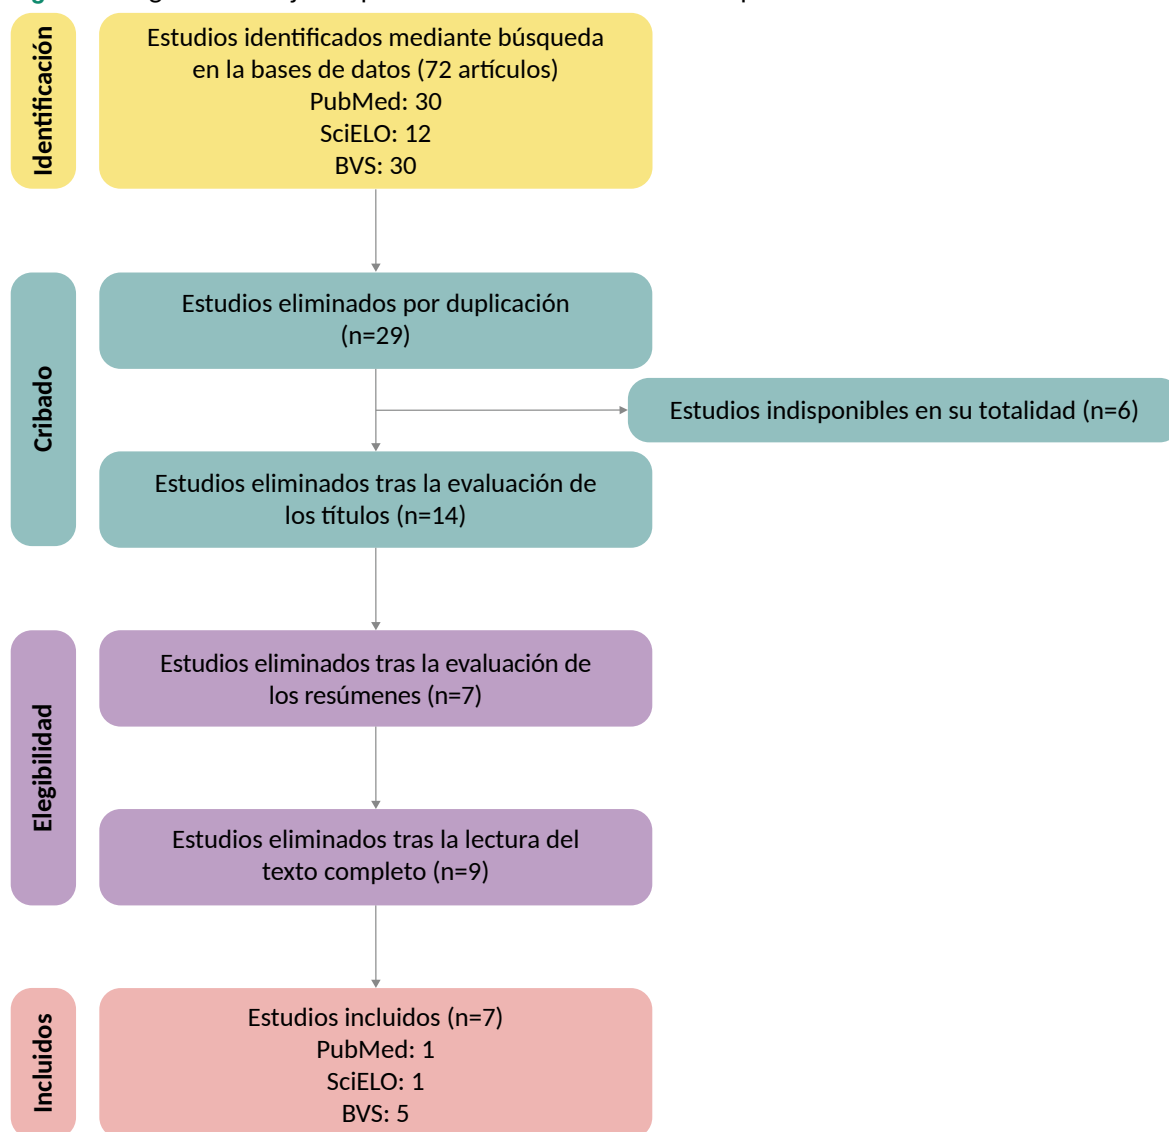 Identificación
Estudios identificados mediante búsqueda
en la bases de datos (72 artículos)
PubMed: 30
SciELO: 12
BVS: 30
Cribado
Estudios eliminados por duplicación
(n=29)
Estudios indisponibles en su totalidad (n=6)
Estudios eliminados tras la evaluación de
los títulos (n=14)
Elegibilidad
Estudios eliminados tras la evaluación de
los resúmenes (n=7)
Estudios eliminados tras la lectura del
texto completo (n=9)
Incluidos
Estudios incluidos (n=7)
PubMed: 1
SciELO: 1
BVS: 5